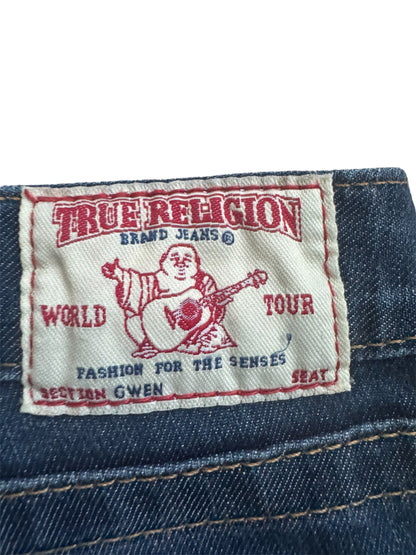 TRUE RELIGION
BRAND JEANS®
WORLD TOUR
FASHION FOR THE SENSES
SECTION GWEN SEAT